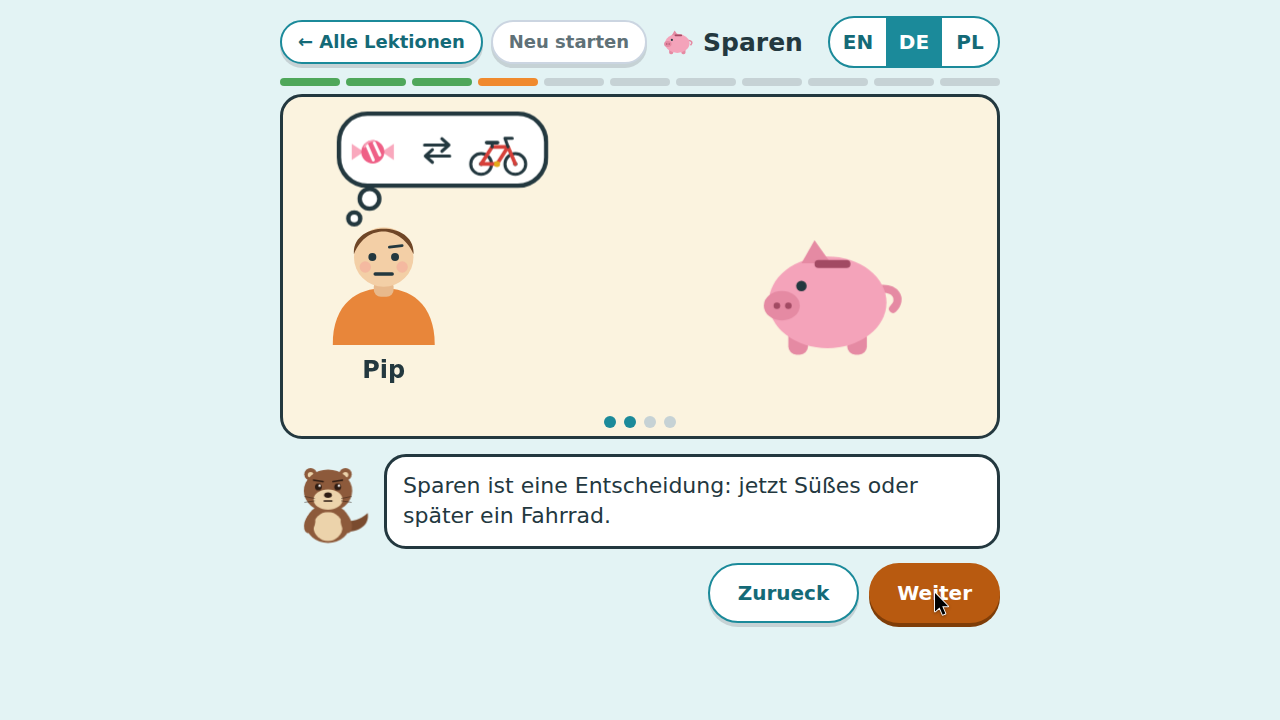 ← Alle Lektionen
Neu starten
Sparen
EN DE PL
Pip
Sparen ist eine Entscheidung: jetzt Süßes oder
später ein Fahrrad.
Zurueck
Weiter